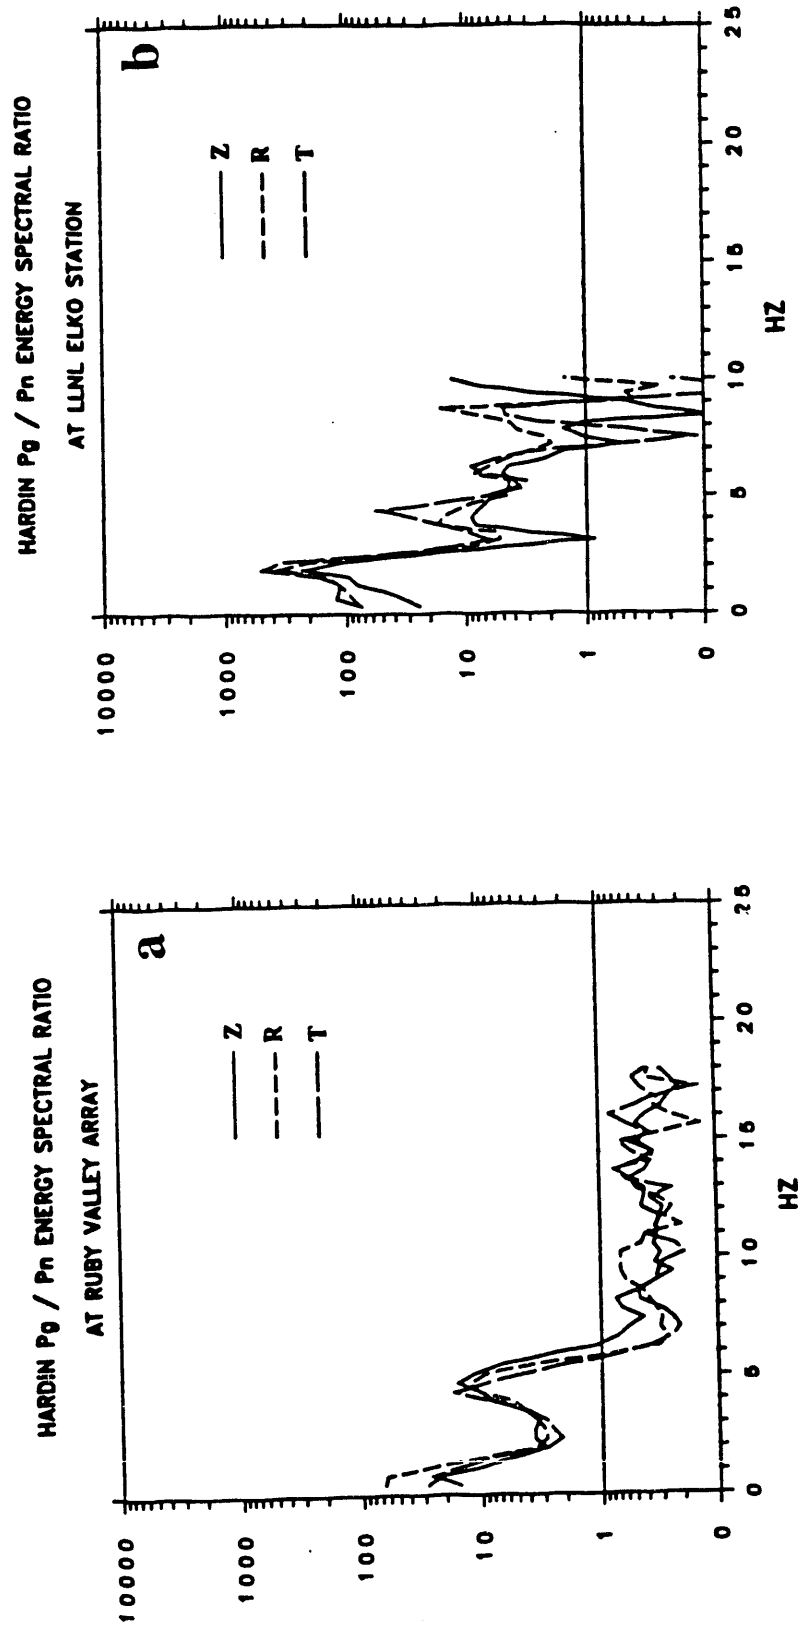 HARDIN Pg / Pn ENERGY SPECTRAL RATIO
AT RUBY VALLEY ARRAY
a
Z
R
T
10000
1000
100
10
1
0
0
5
10
15
20
25
HZ
HARDIN Pg / Pn ENERGY SPECTRAL RATIO
AT LLNL ELKO STATION
b
Z
R
T
10000
1000
100
10
1
0
0
5
10
15
20
25
HZ